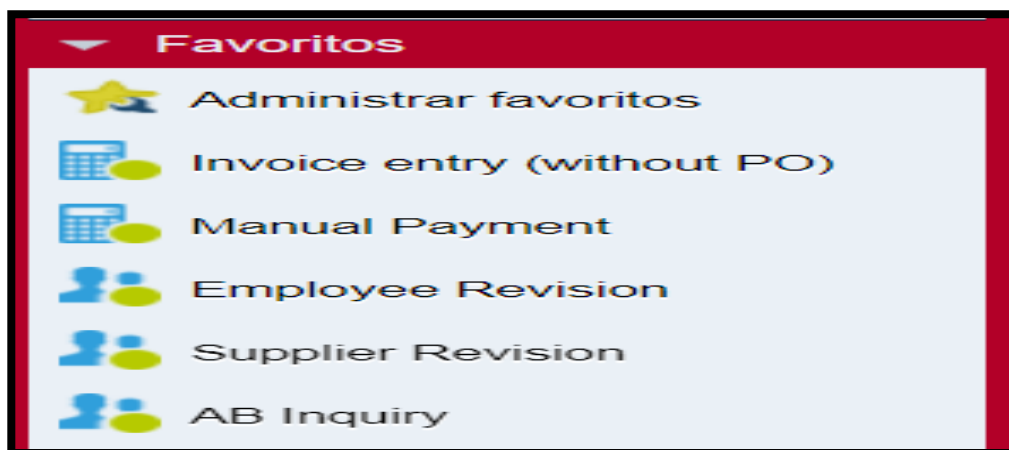 Favoritos
Administrar favoritos
Invoice entry (without PO)
Manual Payment
Employee Revision
Supplier Revision
AB Inquiry